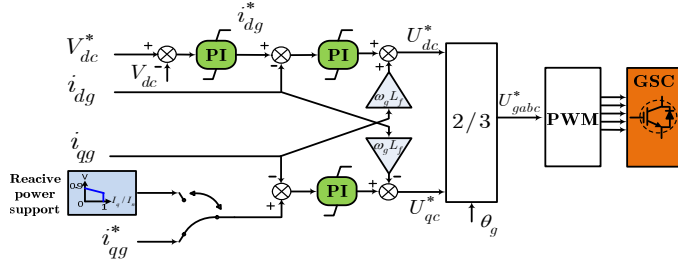 i*dg
V*dc
+
−
Vdc
PI
+
−
PI
+
+
U*dc
idg
ωgLf
iqg
ωgLf
2/3
U*gabc
PWM
GSC
Reacive
power
support
V
0.9
0
1
Iq/In
−
+
PI
+
−
U*qc
i*qg
θg